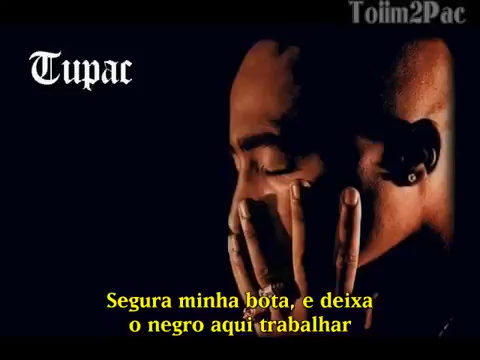 Toiim2Pac
Tupac
Segura minha bota, e deixa
o negro aqui trabalhar